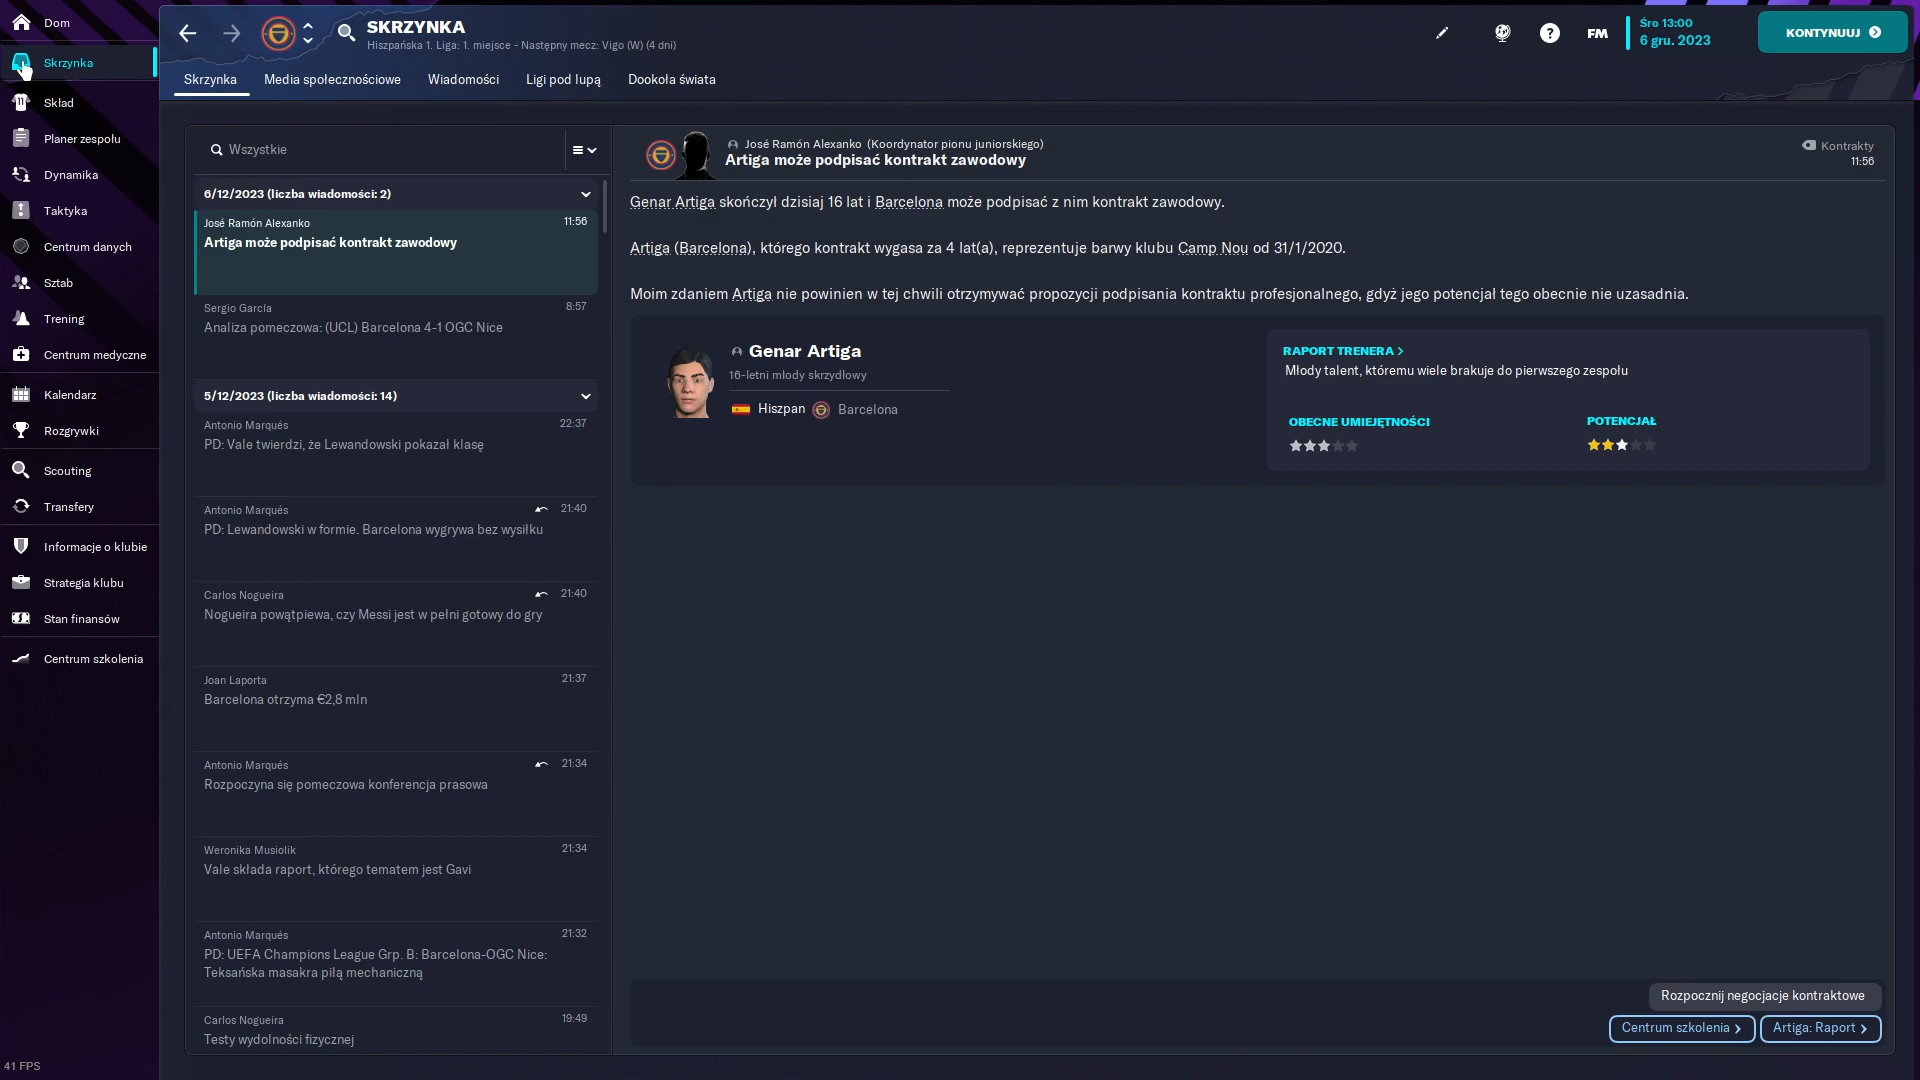 Dom
Skrzynka
Skład
Planer zespołu
Dynamika
Taktyka
Centrum danych
Sztab
Trening
Centrum medyczne
Kalendarz
Rozgrywki
Scouting
Transfery
Informacje o klubie
Strategia klubu
Stan finansów
Centrum szkolenia
41 FPS
SKRZYNKA
Hiszpańska 1. Liga: 1. miejsce - Następny mecz: Vigo (W) (4 dni)
FM
Śro 13:00
6 gru. 2023
KONTYNUUJ
Skrzynka
Media społecznościowe
Wiadomości
Ligi pod lupą
Dookoła świata
Wszystkie
6/12/2023 (liczba wiadomości: 2)
José Ramón Alexanko 11:56
Artiga może podpisać kontrakt zawodowy
Sergio García 8:57
Analiza pomeczowa: (UCL) Barcelona 4-1 OGC Nice
5/12/2023 (liczba wiadomości: 14)
Antonio Marqués 22:37
PD: Vale twierdzi, że Lewandowski pokazał klasę
Antonio Marqués 21:40
PD: Lewandowski w formie. Barcelona wygrywa bez wysiłku
Carlos Nogueira 21:40
Nogueira powątpiewa, czy Messi jest w pełni gotowy do gry
Joan Laporta 21:37
Barcelona otrzyma €2,8 mln
Antonio Marqués 21:34
Rozpoczyna się pomeczowa konferencja prasowa
Weronika Musiolik 21:34
Vale składa raport, którego tematem jest Gavi
Antonio Marqués 21:32
PD: UEFA Champions League Grp. B: Barcelona-OGC Nice:
Teksańska masakra piłą mechaniczną
Carlos Nogueira 19:49
Testy wydolności fizycznej
José Ramón Alexanko (Koordynator pionu juniorskiego)
Artiga może podpisać kontrakt zawodowy
Kontrakty
11:56
Genar Artiga skończył dzisiaj 16 lat i Barcelona może podpisać z nim kontrakt zawodowy.
Artiga (Barcelona), którego kontrakt wygasa za 4 lat(a), reprezentuje barwy klubu Camp Nou od 31/1/2020.
Moim zdaniem Artiga nie powinien w tej chwili otrzymywać propozycji podpisania kontraktu profesjonalnego, gdyż jego potencjał tego obecnie nie uzasadnia.
Genar Artiga
16-letni młody skrzydłowy
Hiszpan Barcelona
RAPORT TRENERA
Młody talent, któremu wiele brakuje do pierwszego zespołu
OBECNE UMIEJĘTNOŚCI
POTENCJAŁ
Rozpocznij negocjacje kontraktowe
Centrum szkolenia
Artiga: Raport